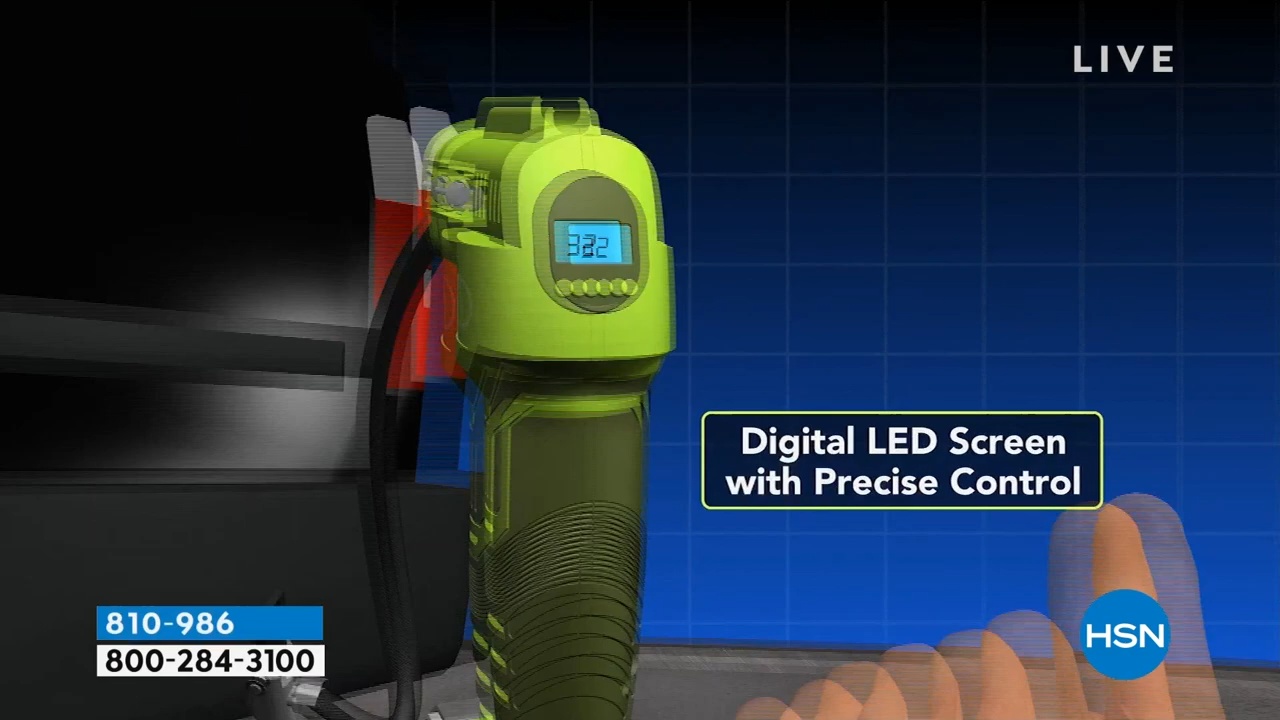 LIVE
Digital LED Screen
with Precise Control
810-986
800-284-3100
HSN